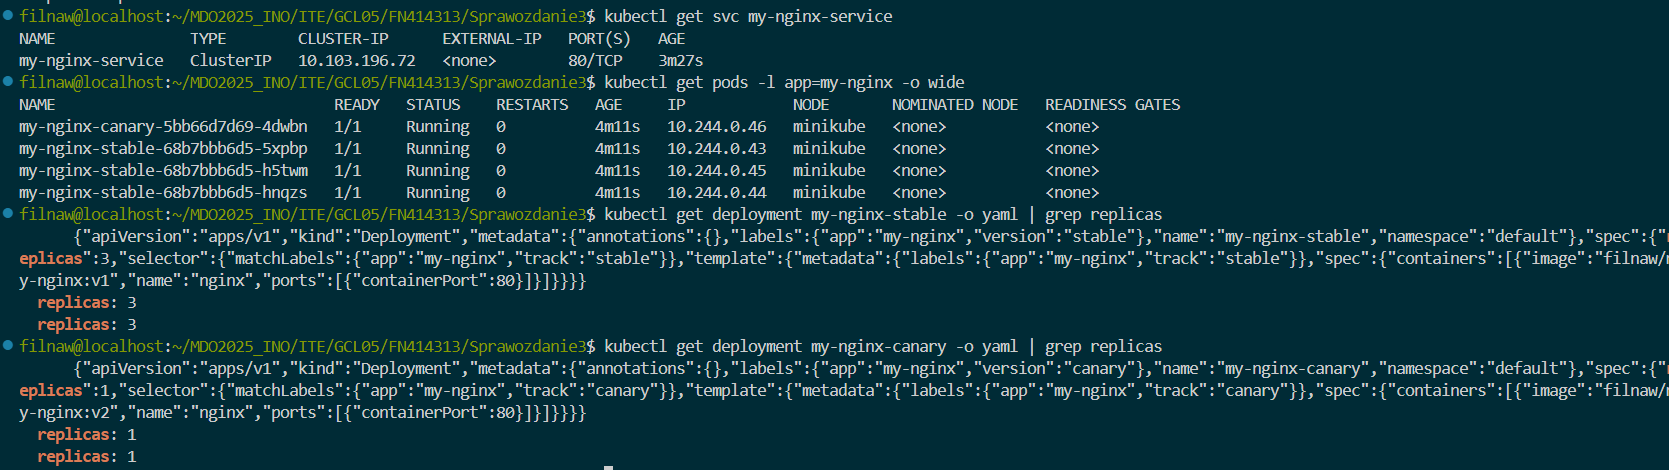 filnaw@localhost:~/MDO2025_INO/ITE/GCL05/FN414313/Sprawozdanie3$ kubectl get svc my-nginx-service
NAME               TYPE        CLUSTER-IP      EXTERNAL-IP   PORT(S)   AGE
my-nginx-service   ClusterIP   10.103.196.72   <none>        80/TCP    3m27s
filnaw@localhost:~/MDO2025_INO/ITE/GCL05/FN414313/Sprawozdanie3$ kubectl get pods -l app=my-nginx -o wide
NAME                               READY   STATUS    RESTARTS   AGE     IP            NODE       NOMINATED NODE   READINESS GATES
my-nginx-canary-5bb66d7d69-4dwbn   1/1     Running   0          4m11s   10.244.0.46   minikube   <none>           <none>
my-nginx-stable-68b7bbb6d5-5xpbp   1/1     Running   0          4m11s   10.244.0.43   minikube   <none>           <none>
my-nginx-stable-68b7bbb6d5-h5twm   1/1     Running   0          4m11s   10.244.0.45   minikube   <none>           <none>
my-nginx-stable-68b7bbb6d5-hnqzs   1/1     Running   0          4m11s   10.244.0.44   minikube   <none>           <none>
filnaw@localhost:~/MDO2025_INO/ITE/GCL05/FN414313/Sprawozdanie3$ kubectl get deployment my-nginx-stable -o yaml | grep replicas
{"apiVersion":"apps/v1","kind":"Deployment","metadata":{"annotations":{},"labels":{"app":"my-nginx","version":"stable"},"name":"my-nginx-stable","namespace":"default"},"spec":{"
eplicas":3,"selector":{"matchLabels":{"app":"my-nginx","track":"stable"}},"template":{"metadata":{"labels":{"app":"my-nginx","track":"stable"}},"spec":{"containers":[{"image":"filnaw/
y-nginx:v1","name":"nginx","ports":[{"containerPort":80}]}]}}}}
replicas: 3
replicas: 3
filnaw@localhost:~/MDO2025_INO/ITE/GCL05/FN414313/Sprawozdanie3$ kubectl get deployment my-nginx-canary -o yaml | grep replicas
{"apiVersion":"apps/v1","kind":"Deployment","metadata":{"annotations":{},"labels":{"app":"my-nginx","version":"canary"},"name":"my-nginx-canary","namespace":"default"},"spec":{"
eplicas":1,"selector":{"matchLabels":{"app":"my-nginx","track":"canary"}},"template":{"metadata":{"labels":{"app":"my-nginx","track":"canary"}},"spec":{"containers":[{"image":"filnaw/
y-nginx:v2","name":"nginx","ports":[{"containerPort":80}]}]}}}}
replicas: 1
replicas: 1